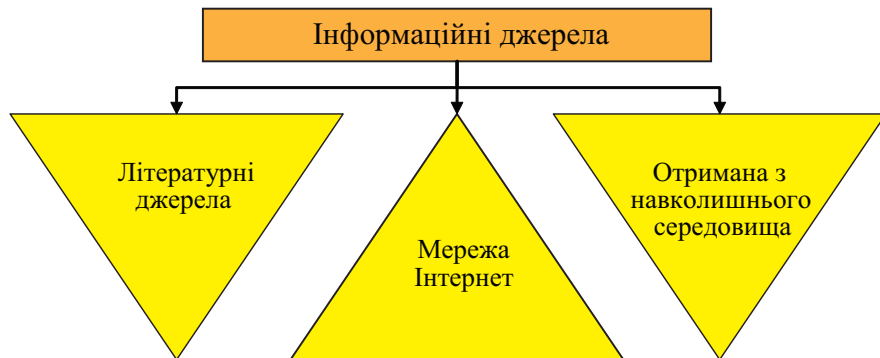 Інформаційні джерела
Літературні
джерела
Мережа
Інтернет
Отримана з
навколишнього
середовища